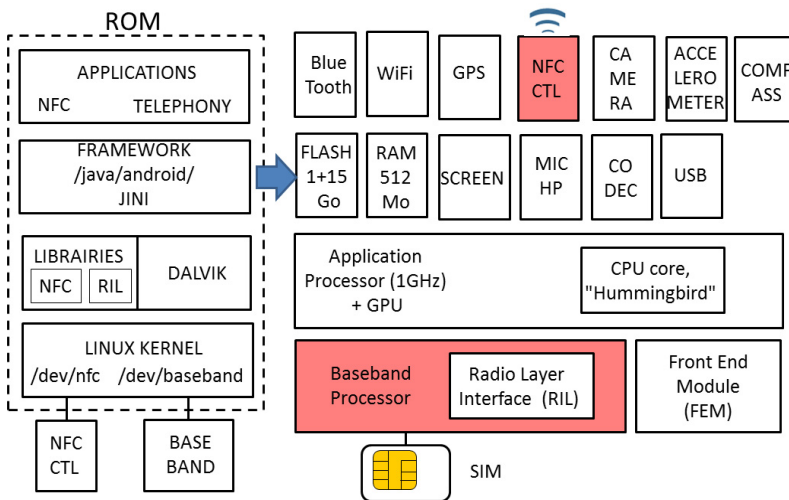 ROM
APPLICATIONS
NFC TELEPHONY
FRAMEWORK
/java/android/
JINI
LIBRAIRIES
NFC RIL
DALVIK
LINUX KERNEL
/dev/nfc /dev/baseband
NFC
CTL
BASE
BAND
Blue
Tooth
WiFi
GPS
NFC
CTL
CA
ME
RA
ACCE
LERO
METER
COMP
ASS
FLASH
1+15
Go
RAM
512
Mo
SCREEN
MIC
HP
CO
DEC
USB
Application
Processor (1GHz)
+ GPU
CPU core,
"Hummingbird"
Baseband
Processor
Radio Layer
Interface (RIL)
Front End
Module
(FEM)
SIM